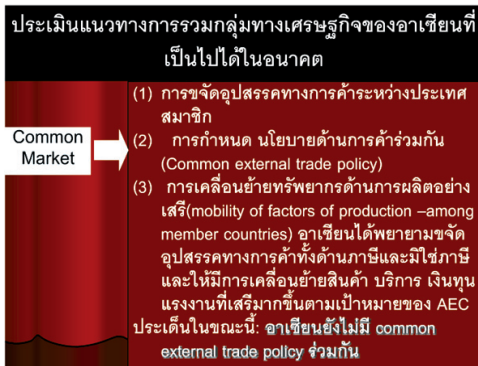 ประเมินแนวทางการรวมกลุ่มทางเศรษฐกิจของอาเซียนที่
เป็นไปได้ในอนาคต
Common
Market
(1) การขจัดอุปสรรคทางการค้าระหว่างประเทศ
สมาชิก
(2) การกำหนด นโยบายด้านการค้าร่วมกัน
(Common external trade policy)
(3) การเคลื่อนย้ายทรัพยากรด้านการผลิตอย่าง
เสรี(mobility of factors of production –among
member countries) อาเซียนได้พยายามขจัด
อุปสรรคทางการค้าทั้งด้านภาษีและมิใช่ภาษี
และให้มีการเคลื่อนย้ายสินค้า บริการ เงินทุน
แรงงานที่เสรีมากขึ้นตามเป้าหมายของ AEC
ประเด็นในขณะนี้: อาเซียนยังไม่มี common
external trade policy ร่วมกัน